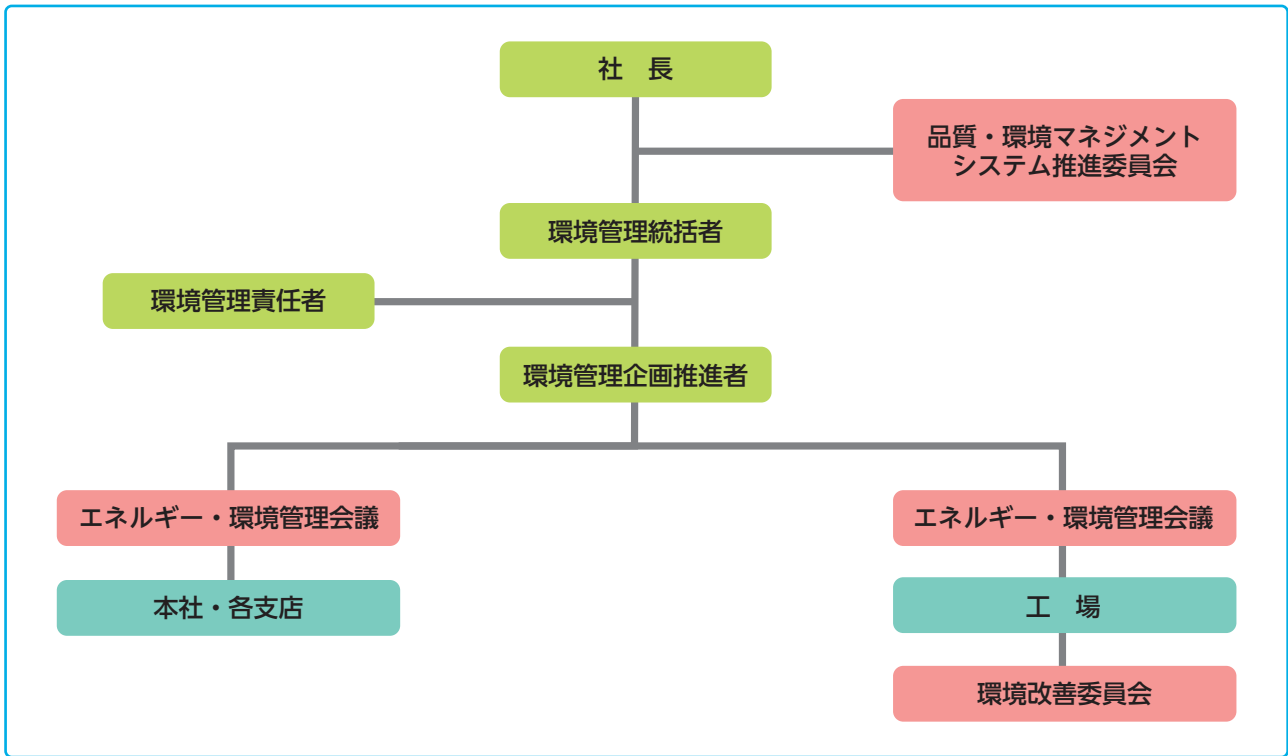 社　長
品質・環境マネジメント
システム推進委員会
環境管理統括者
環境管理責任者
環境管理企画推進者
エネルギー・環境管理会議
エネルギー・環境管理会議
本社・各支店
工　場
環境改善委員会